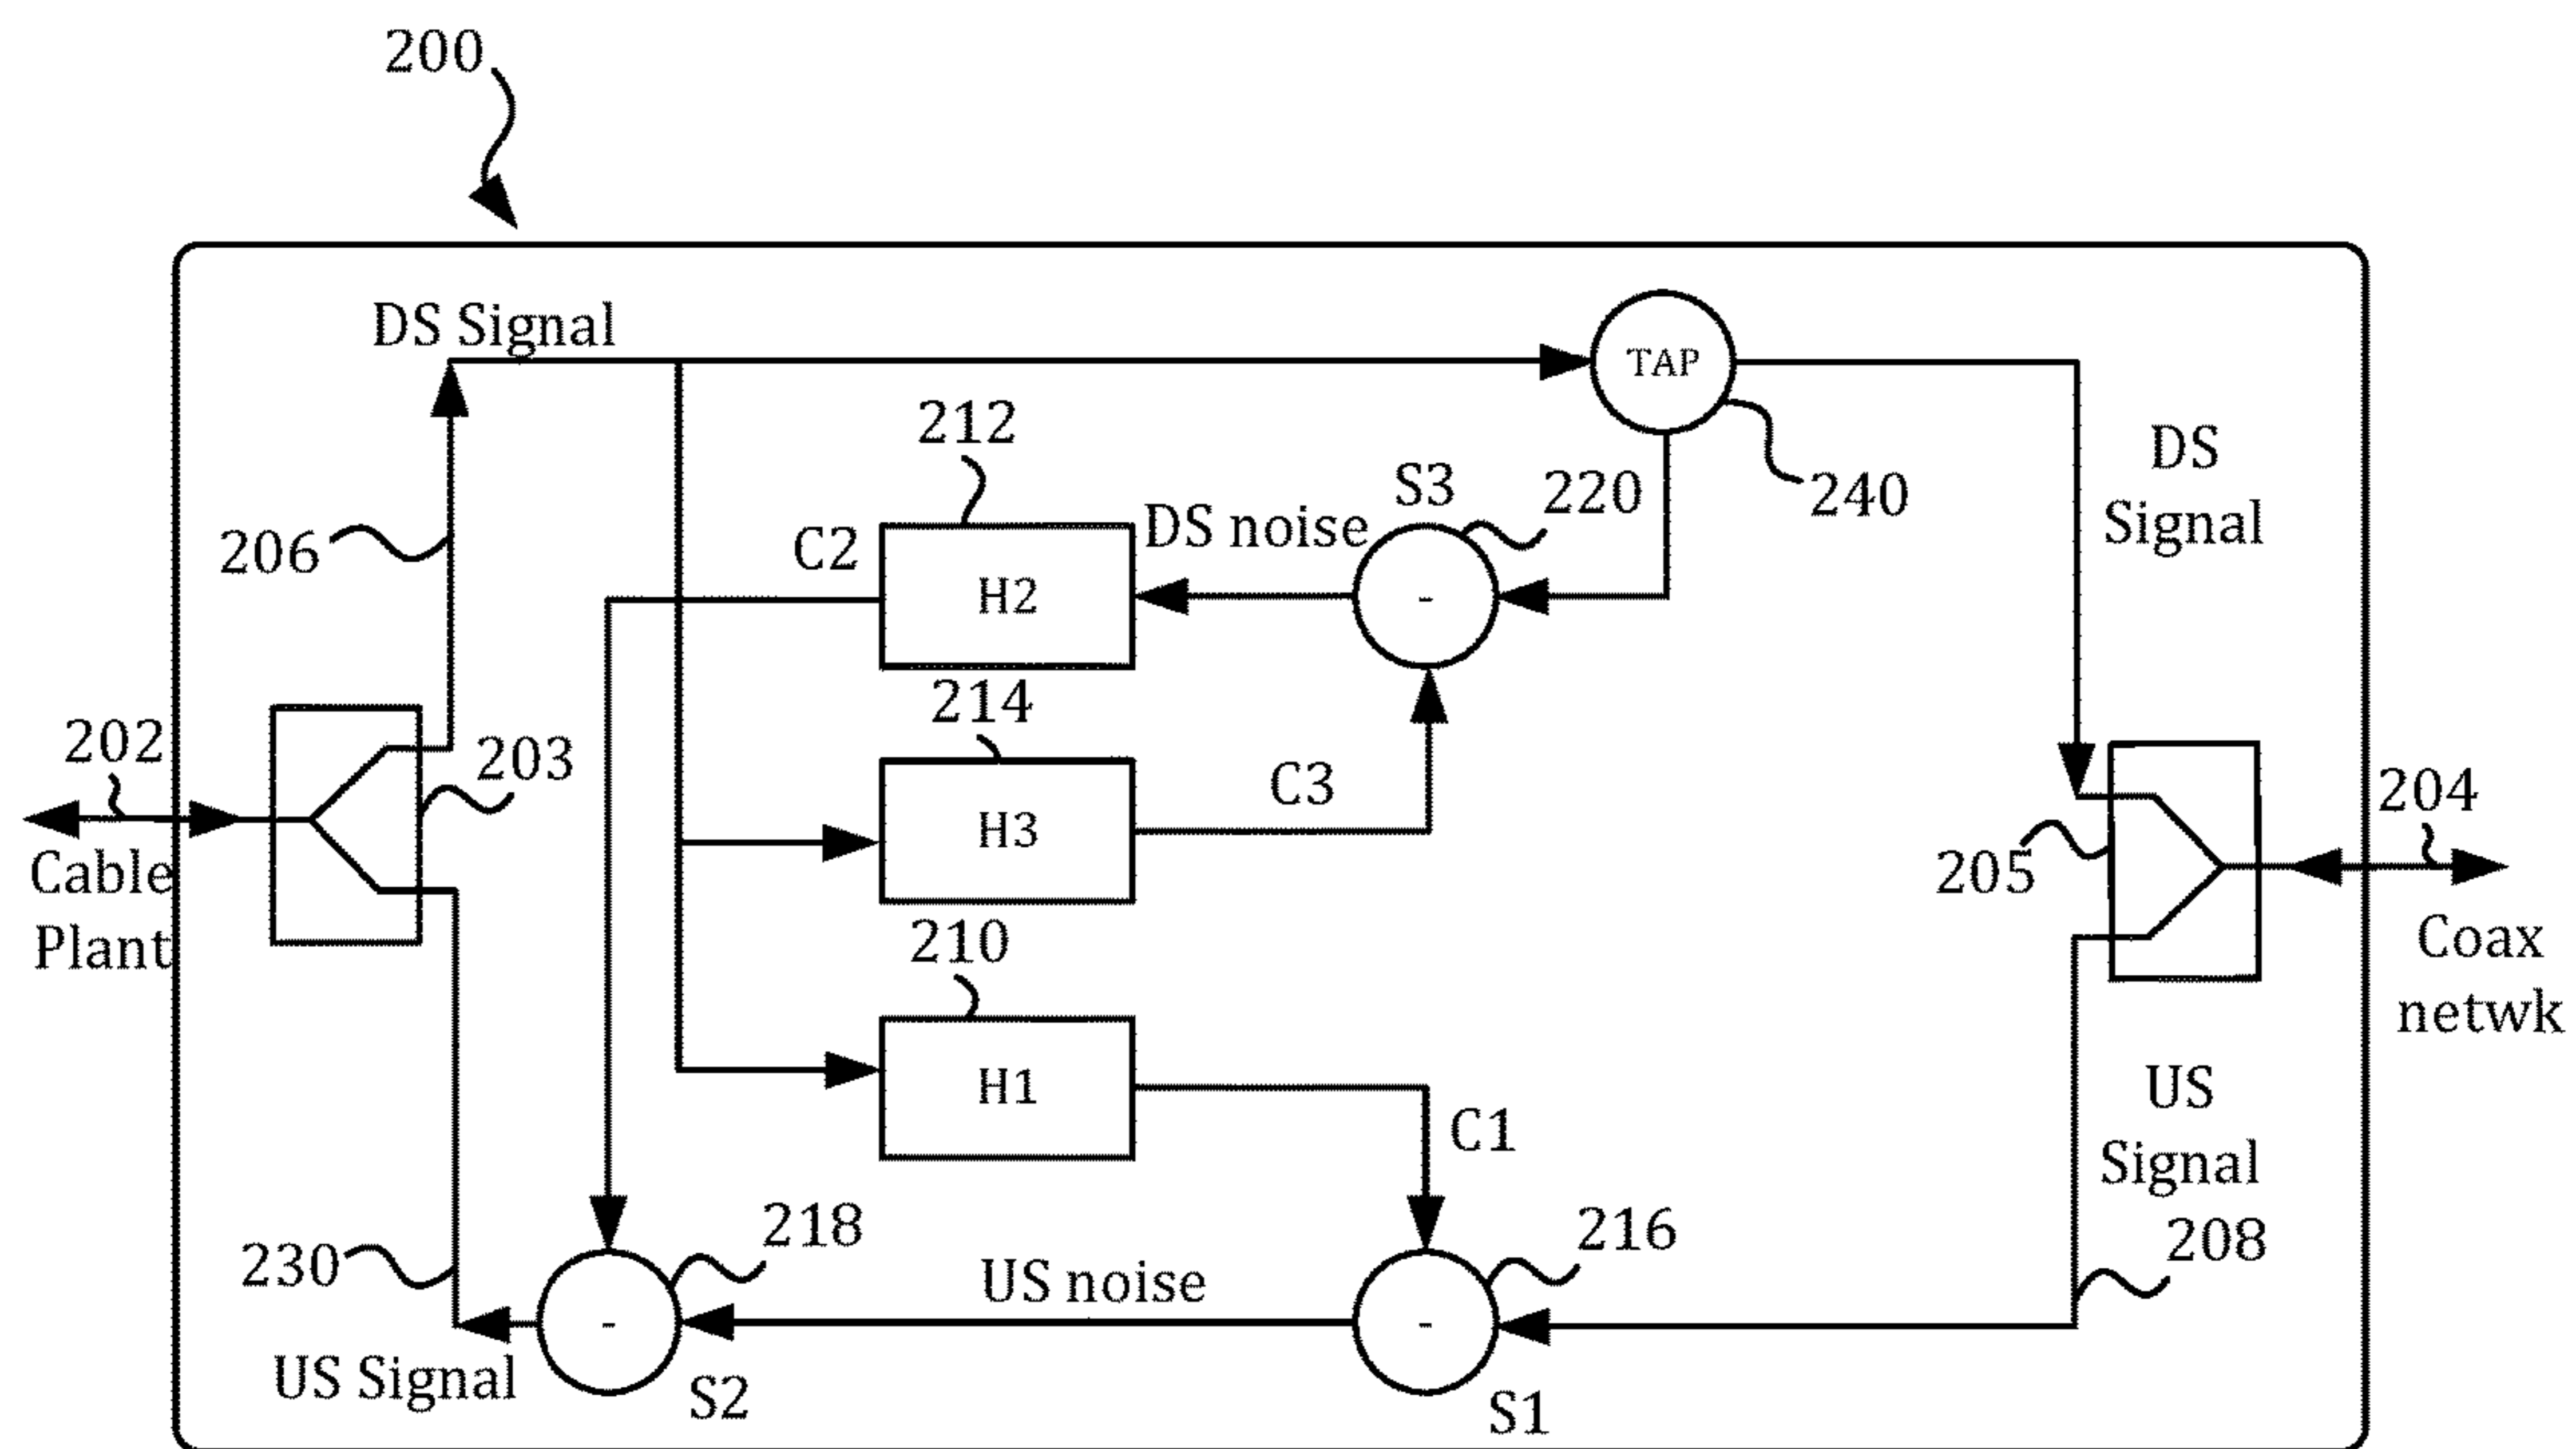 200
DS Signal
TAP
212
240
DS
Signal
S3
220
DS noise
C2
H2
-
206
214
202
203
H3
C3
204
205
Cable
Plant
Coax
netwk
210
H1
C1
US
Signal
208
218
216
230
US noise
-
-
US Signal
S2
S1